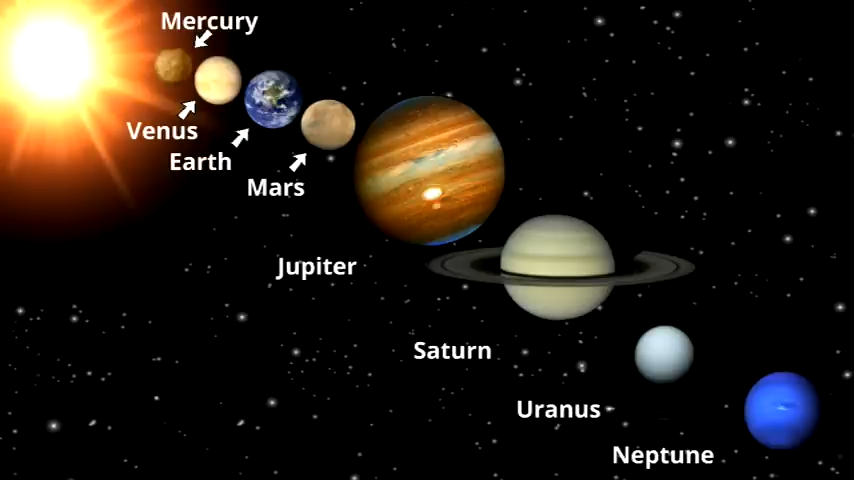 Mercury
Venus
Earth
Mars
Jupiter
Saturn
Uranus
Neptune